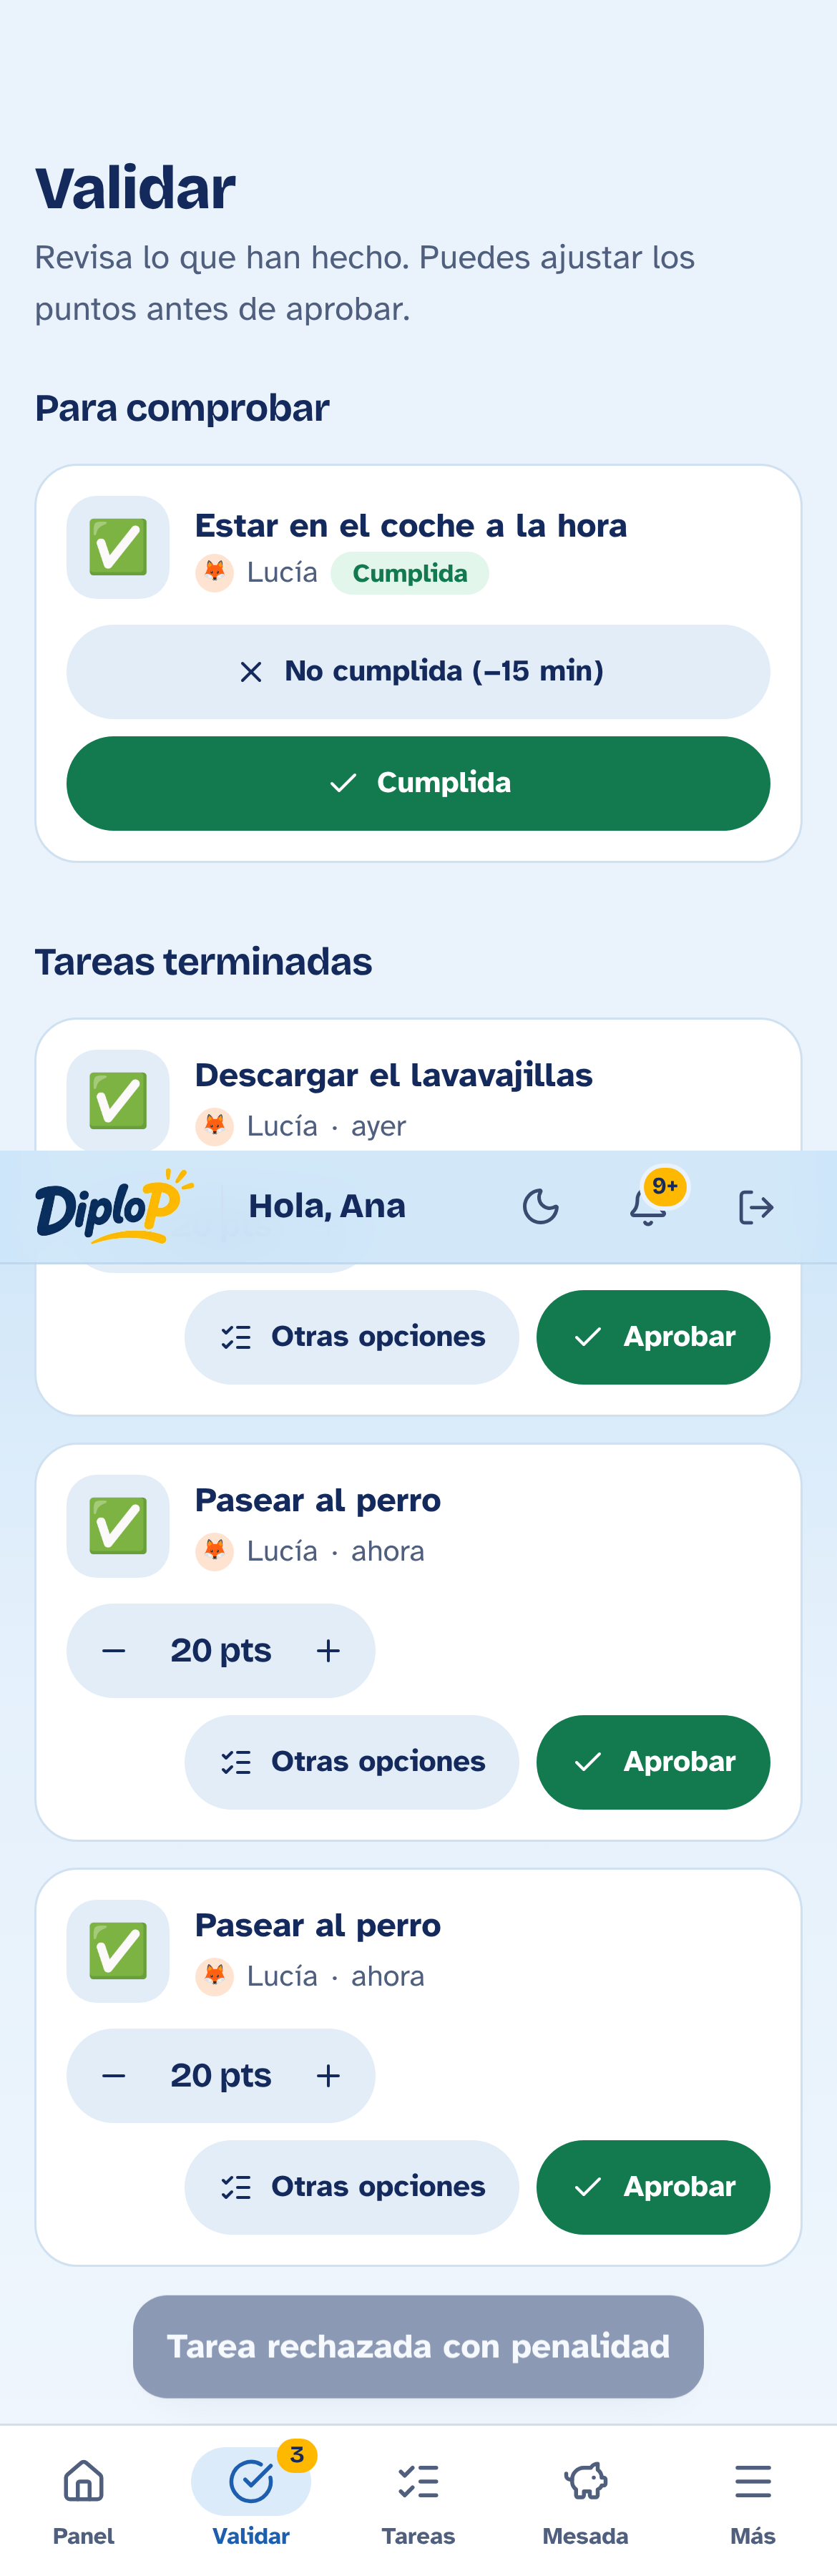 Validar
Revisa lo que han hecho. Puedes ajustar los
puntos antes de aprobar.
Para comprobar
Estar en el coche a la hora
Lucía Cumplida
No cumplida (–15 min)
Cumplida
Tareas terminadas
Descargar el lavavajillas
Lucía · ayer
DiploP Hola, Ana 9+
Otras opciones Aprobar
Pasear al perro
Lucía · ahora
20 pts
Otras opciones Aprobar
Pasear al perro
Lucía · ahora
20 pts
Otras opciones Aprobar
Tarea rechazada con penalidad
3
Panel Validar Tareas Mesada Más